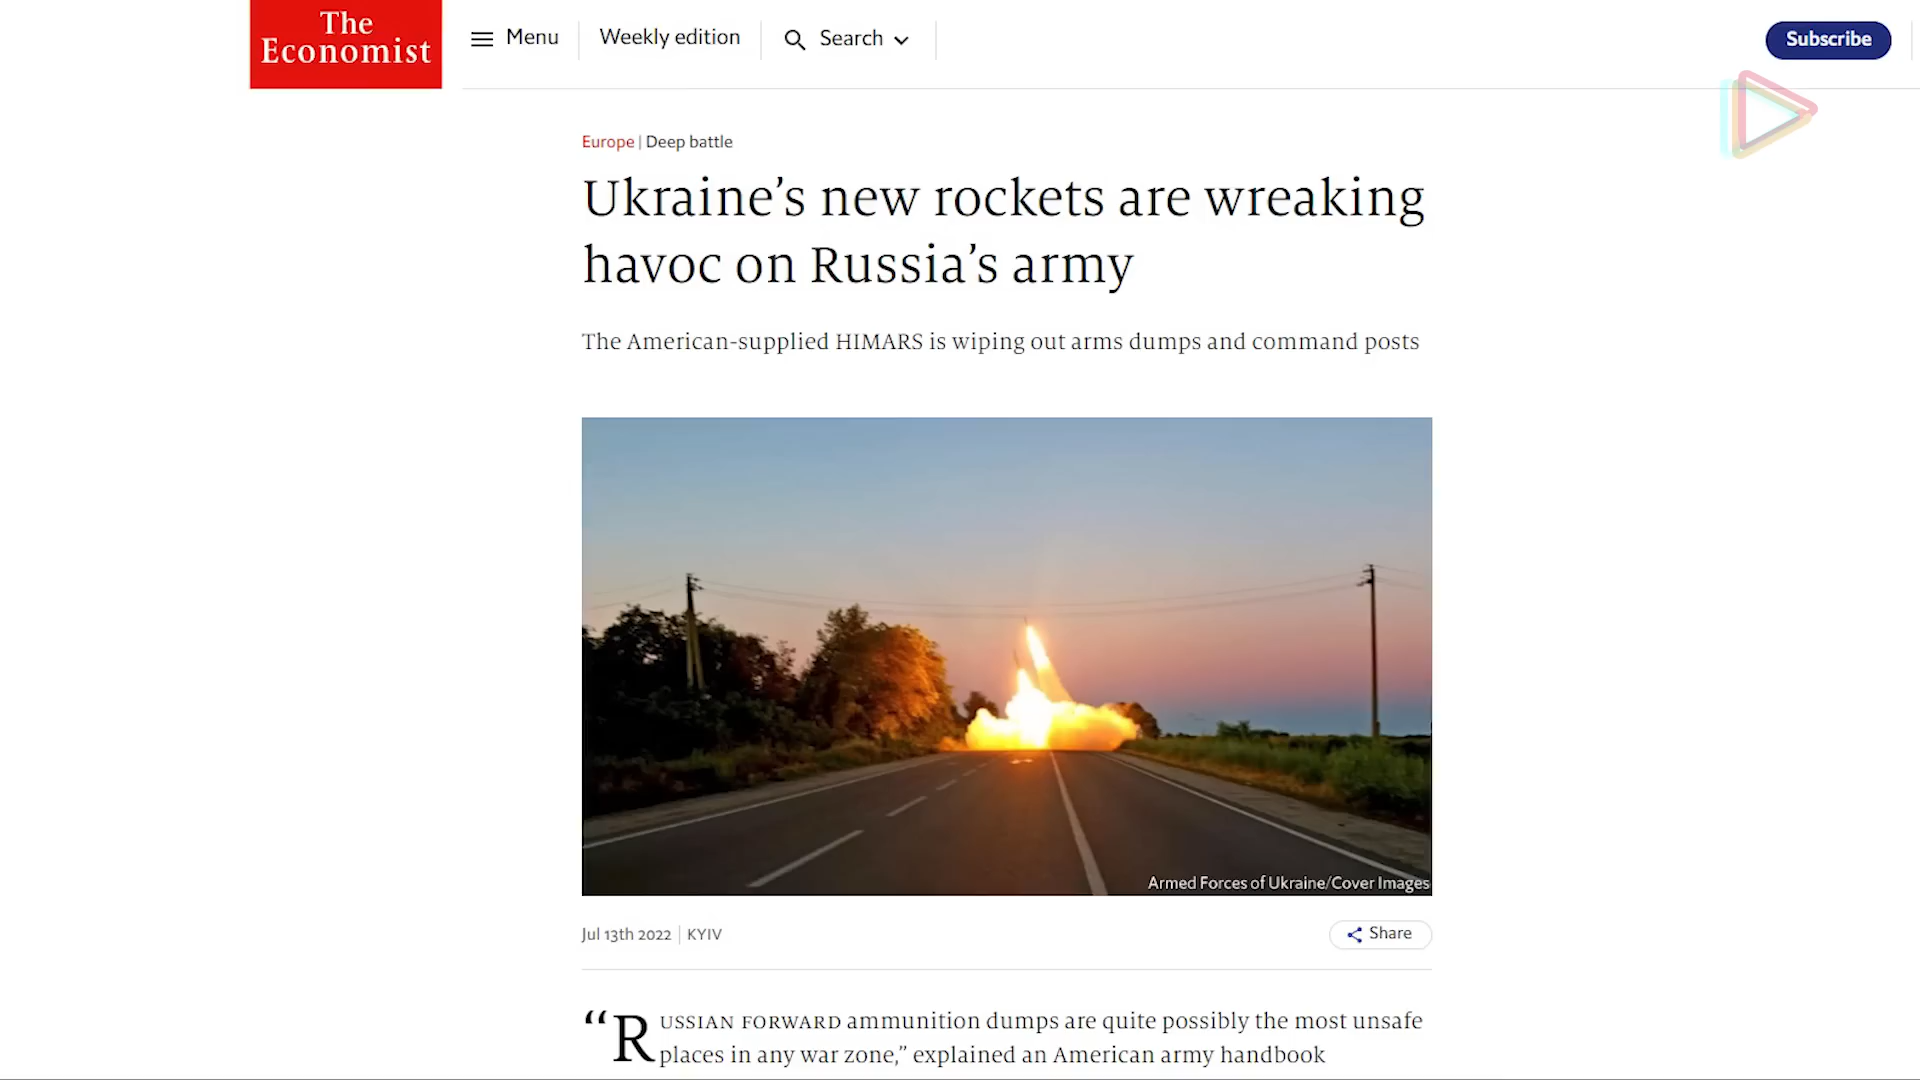 The
Economist
Menu
Weekly edition
Search
Subscribe
Europe | Deep battle
Ukraine’s new rockets are wreaking
havoc on Russia’s army
The American-supplied HIMARS is wiping out arms dumps and command posts
Armed Forces of Ukraine/Cover Images
Jul 13th 2022 | KYIV
Share
“RUSSIAN FORWARD ammunition dumps are quite possibly the most unsafe
places in any war zone,” explained an American army handbook